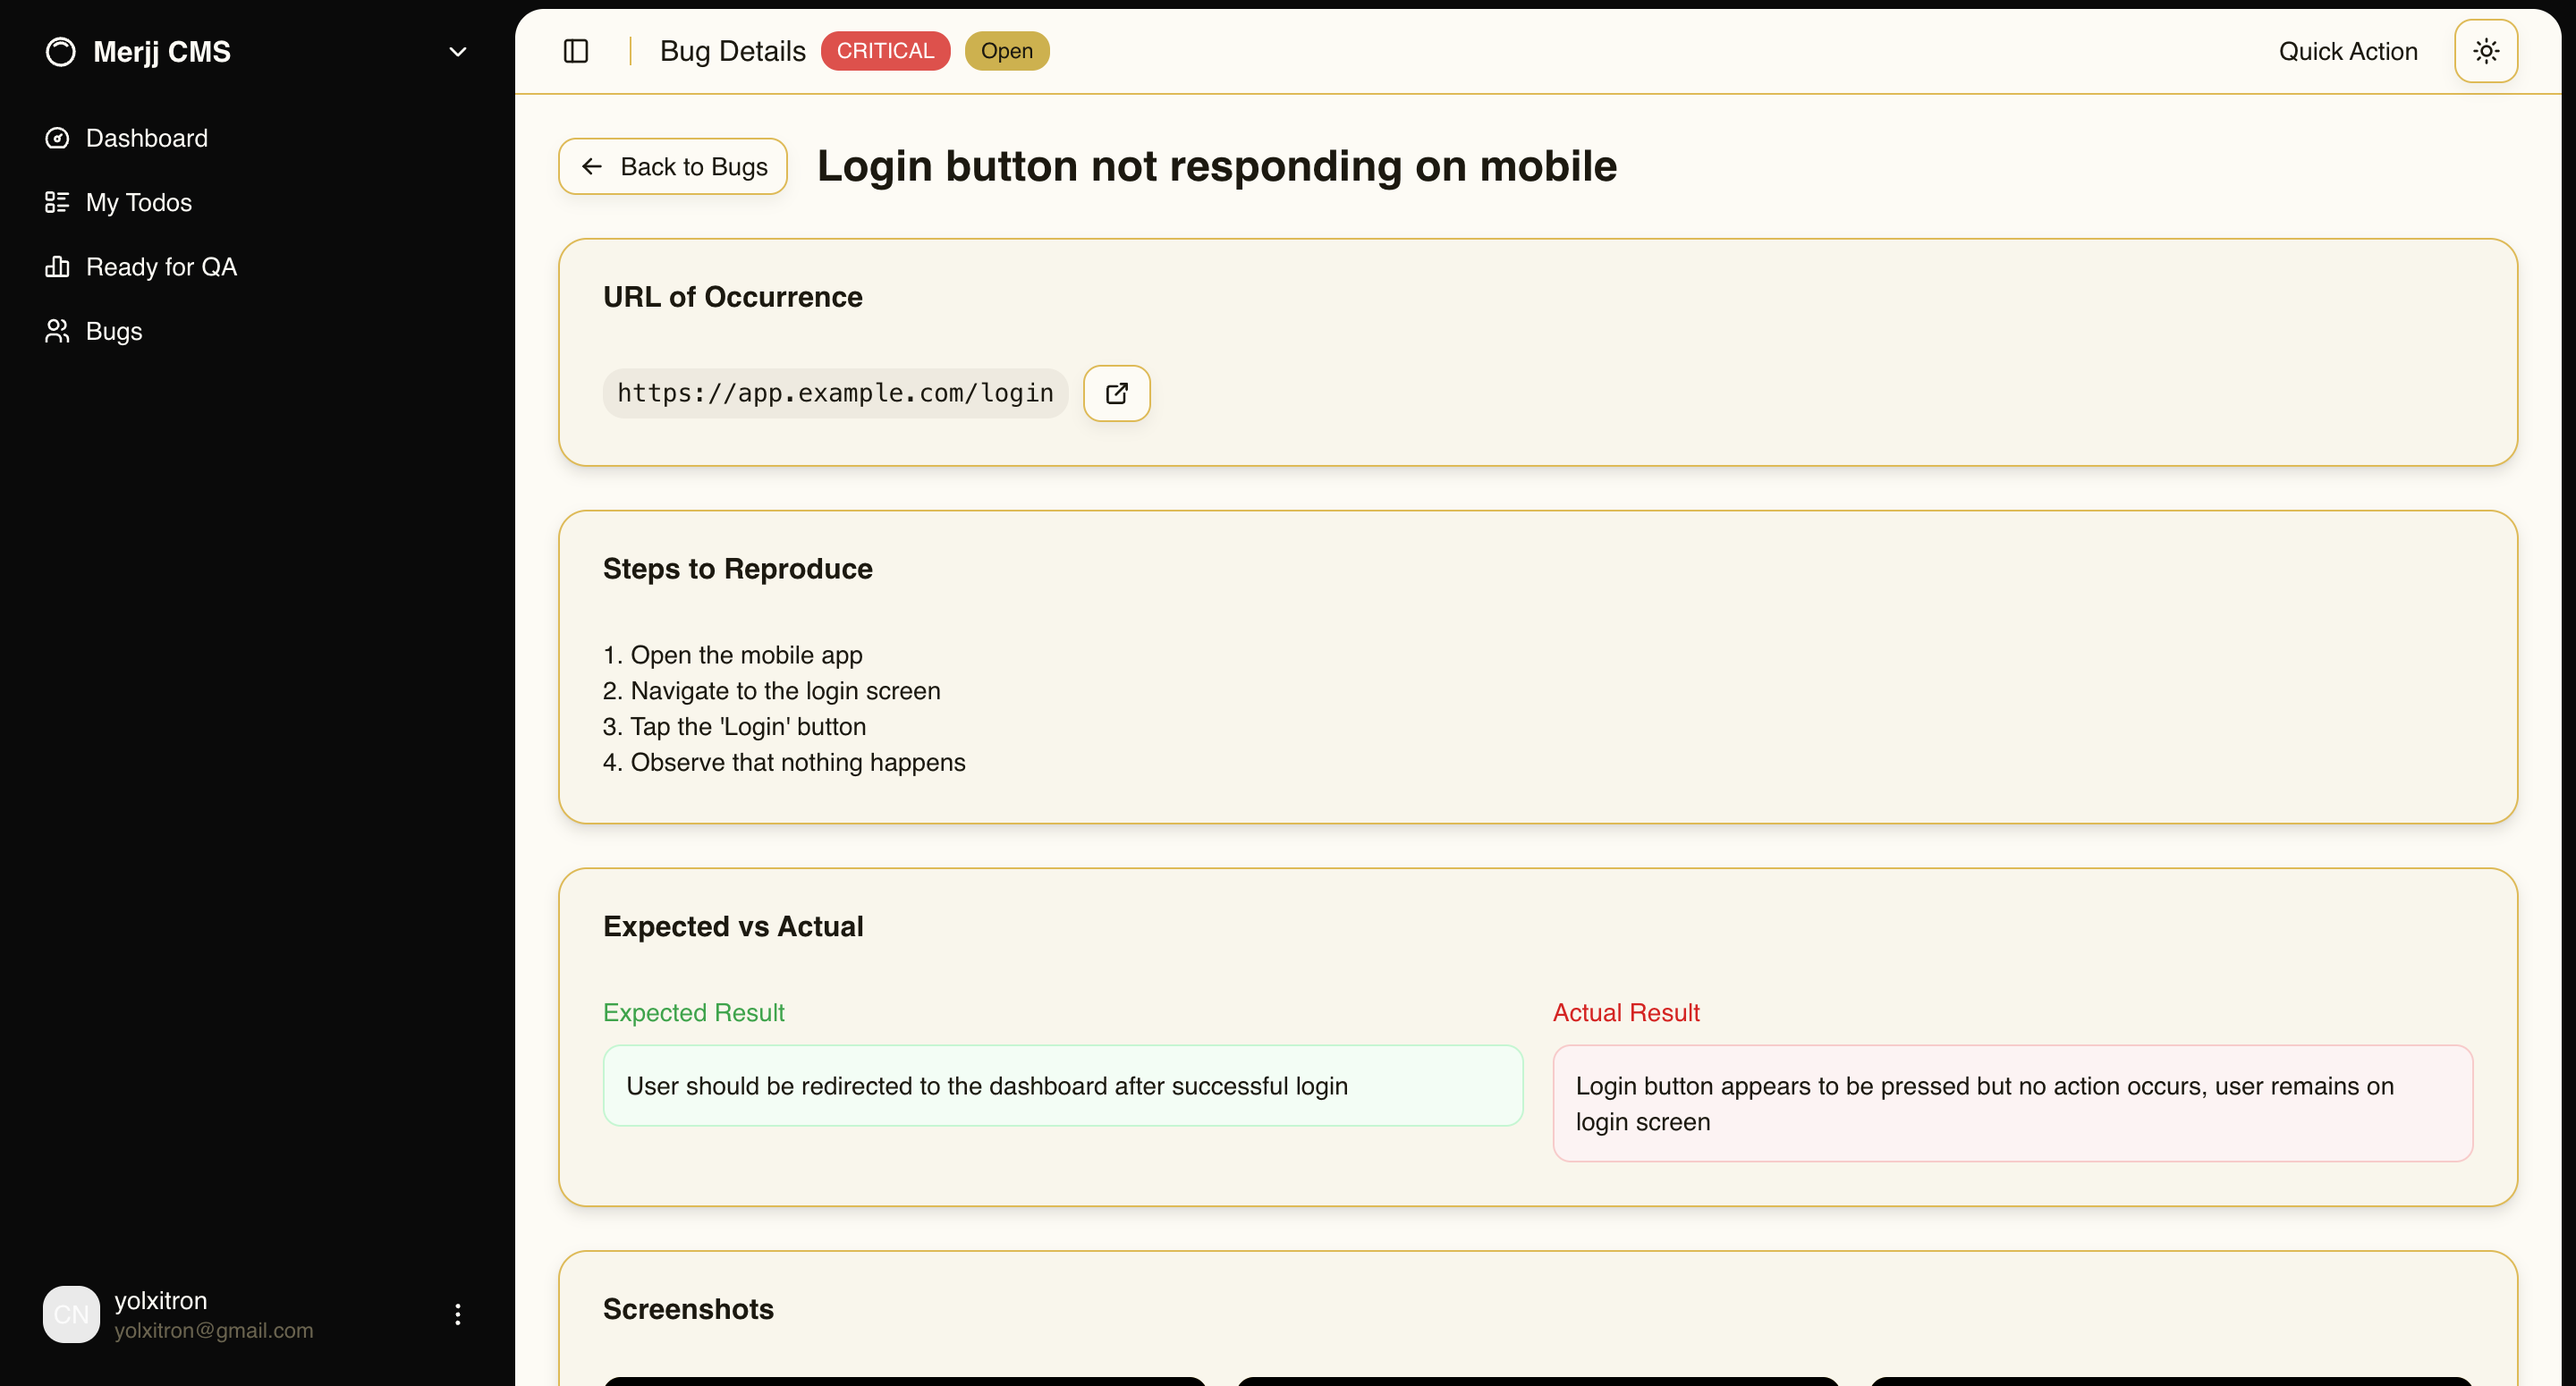 Merjj CMS
Dashboard
My Todos
Ready for QA
Bugs
CN
yolxitron
yolxitron@gmail.com
Bug Details
CRITICAL
Open
Quick Action
Back to Bugs
Login button not responding on mobile
URL of Occurrence
https://app.example.com/login
Steps to Reproduce
1. Open the mobile app
2. Navigate to the login screen
3. Tap the 'Login' button
4. Observe that nothing happens
Expected vs Actual
Expected Result
User should be redirected to the dashboard after successful login
Actual Result
Login button appears to be pressed but no action occurs, user remains on
login screen
Screenshots